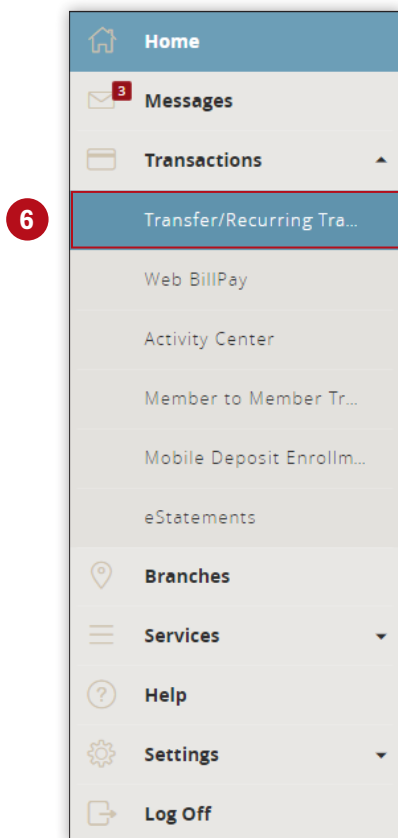 Home
3
Messages
Transactions
6
Transfer/Recurring Tra...
Web BillPay
Activity Center
Member to Member Tr...
Mobile Deposit Enrollm...
eStatements
Branches
Services
?
Help
Settings
Log Off